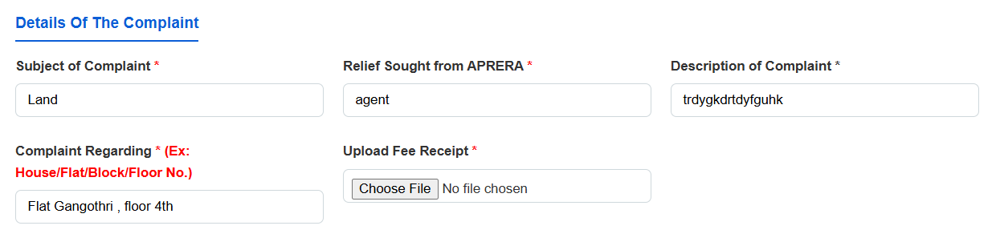 Details Of The Complaint
Subject of Complaint *
Land
Relief Sought from APRERA *
agent
Description of Complaint *
trdygkdrtdyfguhk
Complaint Regarding * (Ex:
House/Flat/Block/Floor No.)
Flat Gangothri , floor 4th
Upload Fee Receipt *
Choose File No file chosen